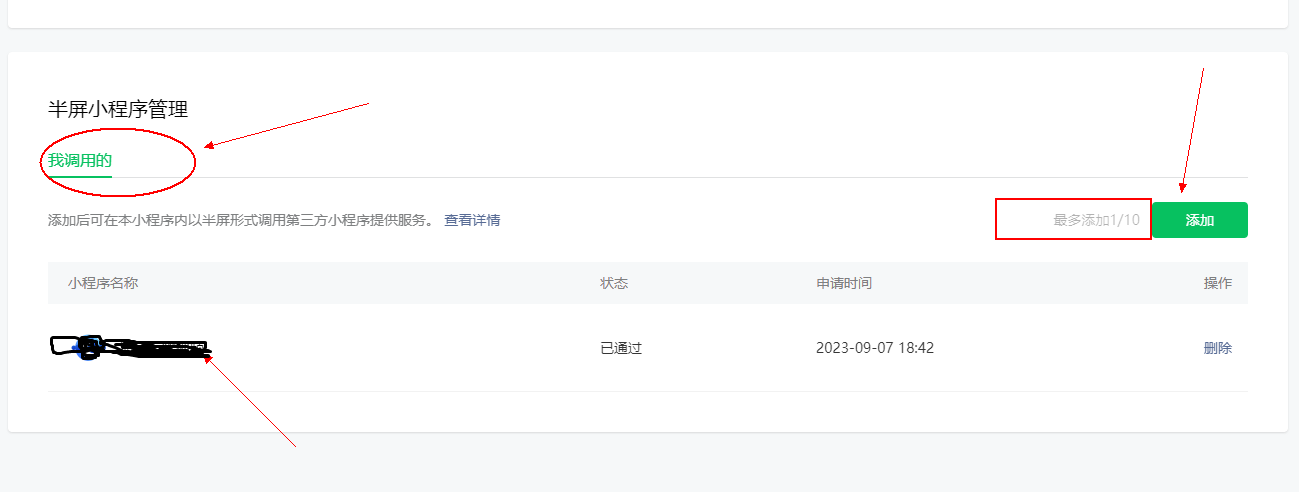 半屏小程序管理
我调用的
添加后可在本小程序内以半屏形式调用第三方小程序提供服务。 查看详情
最多添加1/10 添加
小程序名称 状态 申请时间 操作
已通过 2023-09-07 18:42 删除